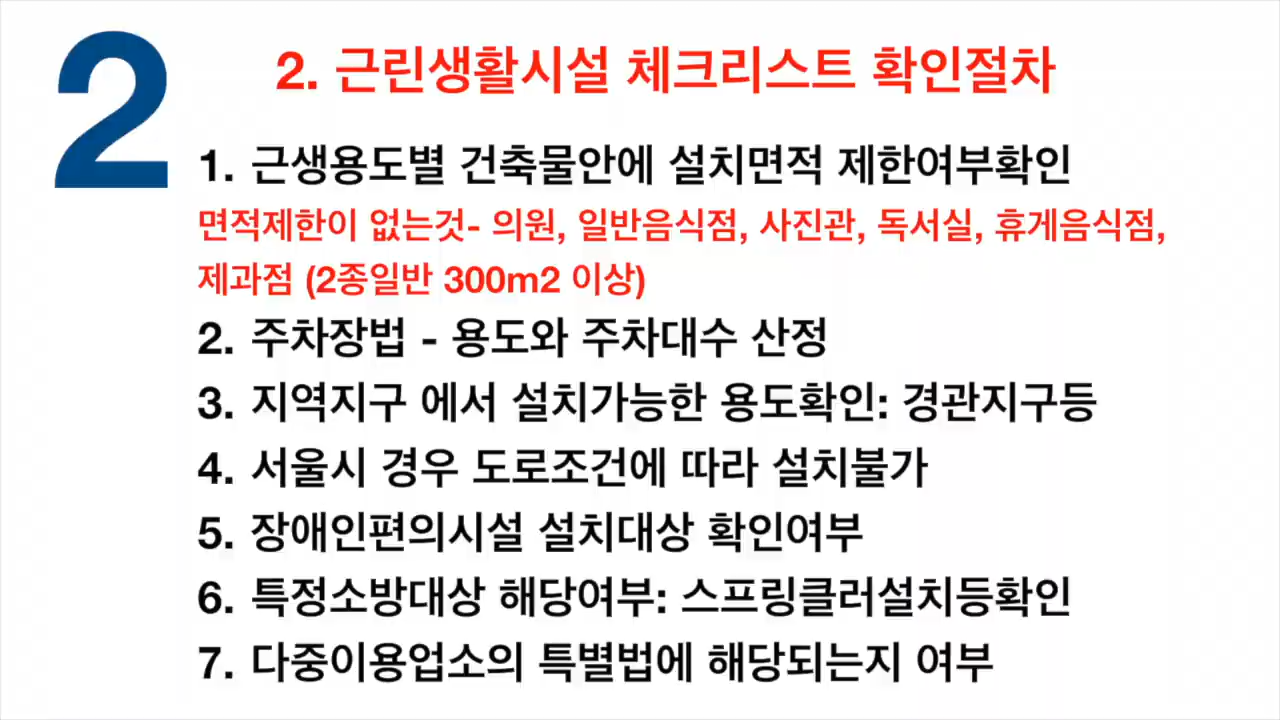 2
2. 근린생활시설 체크리스트 확인절차
1. 근생용도별 건축물안에 설치면적 제한여부확인
면적제한이 없는것- 의원, 일반음식점, 사진관, 독서실, 휴게음식점,
제과점 (2종일반 300m2 이상)
2. 주차장법 - 용도와 주차대수 산정
3. 지역지구 에서 설치가능한 용도확인: 경관지구등
4. 서울시 경우 도로조건에 따라 설치불가
5. 장애인편의시설 설치대상 확인여부
6. 특정소방대상 해당여부: 스프링클러설치등확인
7. 다중이용업소의 특별법에 해당되는지 여부